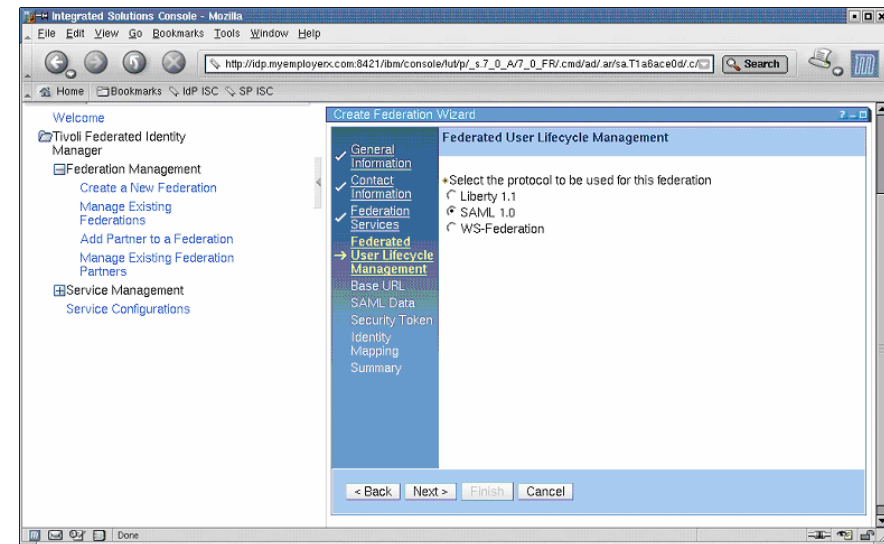 Integrated Solutions Console - Mozilla
File Edit View Go Bookmarks Tools Window Help
http://idp.myemployerx.com:8421/ibm/console/lut/p/_s.7_0_A/7_0_FR/.cmd/ad/.ar/sa.T1a6ace0d/.c/
Search
Home Bookmarks IdP ISC SP ISC
Welcome
Tivoli Federated Identity
Manager
Federation Management
Create a New Federation
Manage Existing
Federations
Add Partner to a Federation
Manage Existing Federation
Partners
Service Management
Service Configurations
Create Federation Wizard
General
Information
Contact
Information
Federation
Services
Federated
User Lifecycle
Management
Base URL
SAML Data
Security Token
Identity
Mapping
Summary
Federated User Lifecycle Management
Select the protocol to be used for this federation
Liberty 1.1
SAML 1.0
WS-Federation
< Back Next > Finish Cancel
Done